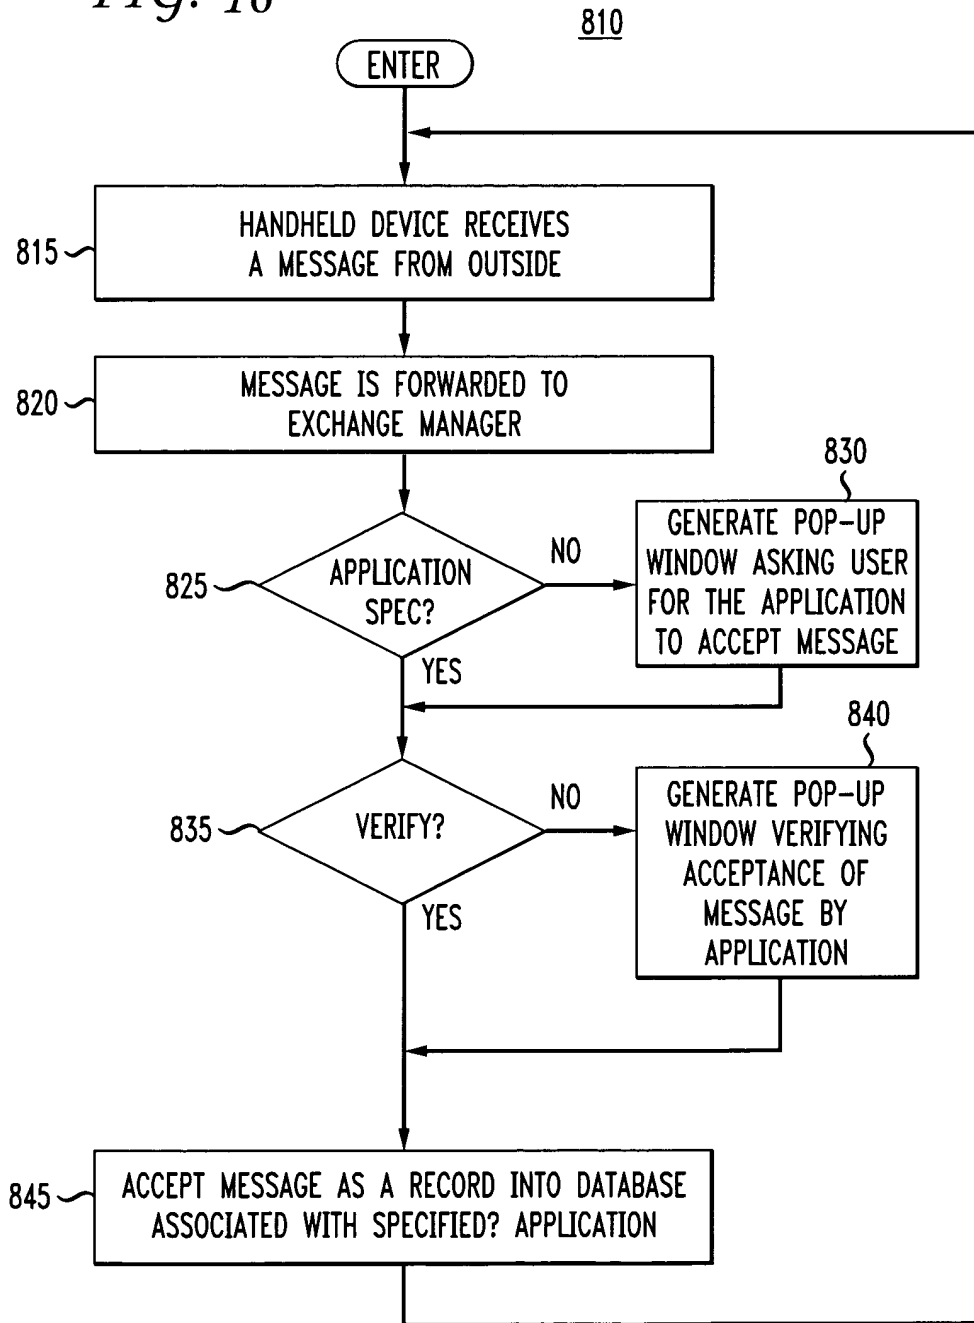 FIG. 18
810
ENTER
HANDHELD DEVICE RECEIVES
A MESSAGE FROM OUTSIDE
815
MESSAGE IS FORWARDED TO
EXCHANGE MANAGER
820
830
GENERATE POP-UP
WINDOW ASKING USER
FOR THE APPLICATION
TO ACCEPT MESSAGE
APPLICATION
SPEC?
825
NO
YES
840
GENERATE POP-UP
WINDOW VERIFYING
ACCEPTANCE OF
MESSAGE BY
APPLICATION
VERIFY?
835
NO
YES
ACCEPT MESSAGE AS A RECORD INTO DATABASE
ASSOCIATED WITH SPECIFIED? APPLICATION
845